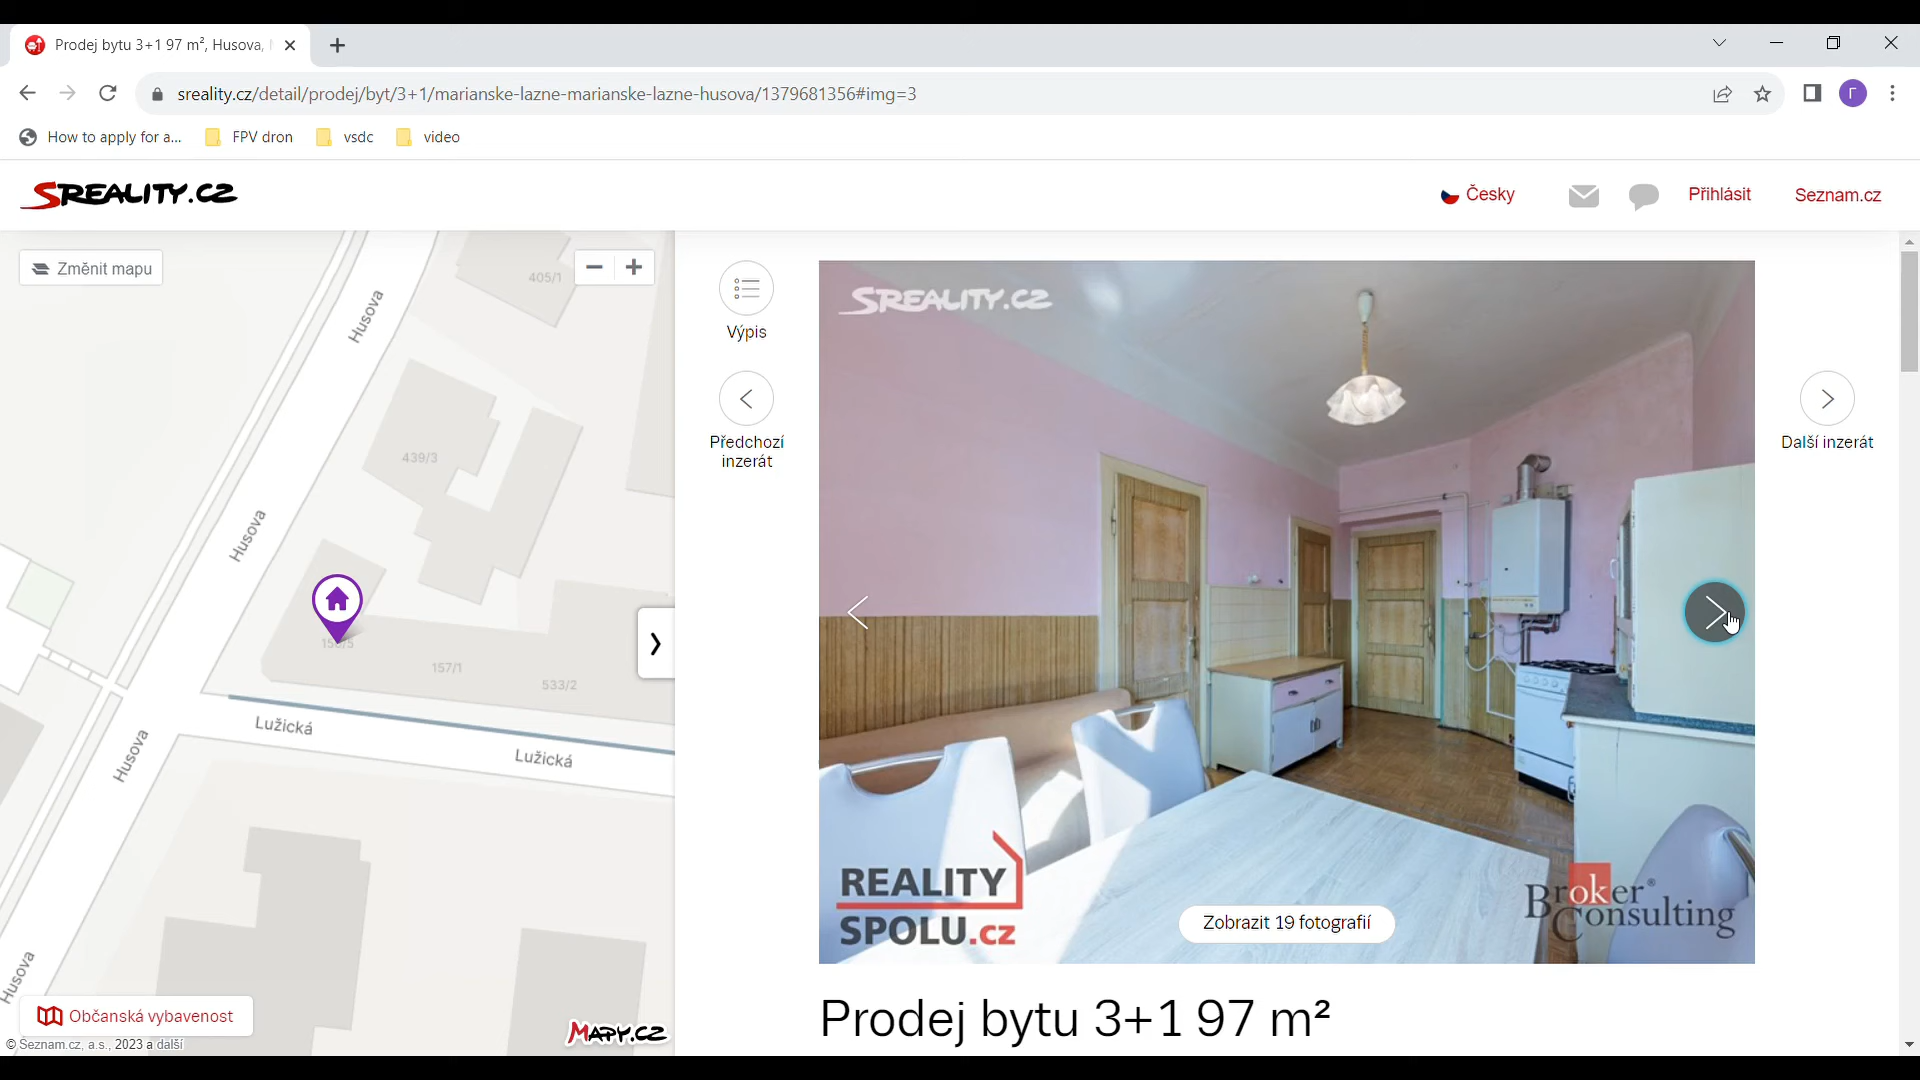 Prodej bytu 3+1 97 m², Husova,
sreality.cz/detail/prodej/byt/3+1/marianske-lazne-marianske-lazne-husova/1379681356#img=3
Г
How to apply for a...
FPV dron
vsdc
video
SREALITY.CZ
Česky
Přihlásit
Seznam.cz
Změnit mapu
405/1
Husova
439/3
Husova
157/1
533/2
Lužická
Lužická
Husova
Husova
Občanská vybavenost
MAPY.CZ
© Seznam.cz, a.s., 2023 a další
Výpis
Předchozí
inzerát
Další inzerát
SREALITY.CZ
REALITY
SPOLU.cz
Zobrazit 19 fotografií
Broker®
Consulting
Prodej bytu 3+1 97 m²